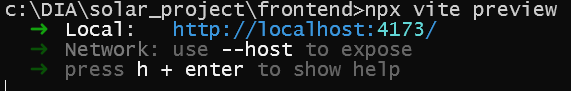 c:\DIA\solar_project\frontend>npx vite preview
➜ Local: http://localhost:4173/
➜ Network: use --host to expose
➜ press h + enter to show help